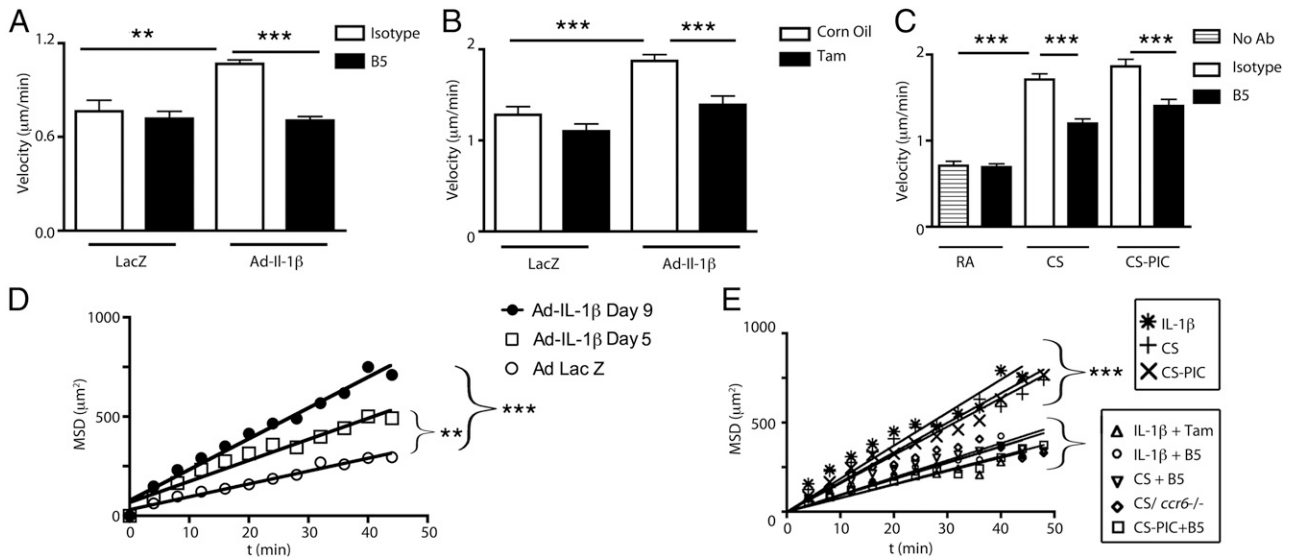 A
Velocity (μm/min)
1.2
0.6
0.0
**
***
Isotype
B5
LacZ
Ad-Il-1β
B
Velocity (μm/min)
2
1
0
***
***
Corn Oil
Tam
LacZ
Ad-Il-1β
C
Velocity (μm/min)
2
1
0
***
***
***
No Ab
Isotype
B5
RA
CS
CS-PIC
D
MSD (μm²)
1000
500
0
0
10
20
30
40
50
t (min)
Ad-IL-1β Day 9
Ad-IL-1β Day 5
Ad Lac Z
**
***
E
MSD (μm²)
1000
500
0
0
10
20
30
40
50
t (min)
***
IL-1β
CS
CS-PIC
IL-1β + Tam
IL-1β + B5
CS + B5
CS/ ccr6-/-
CS-PIC+B5